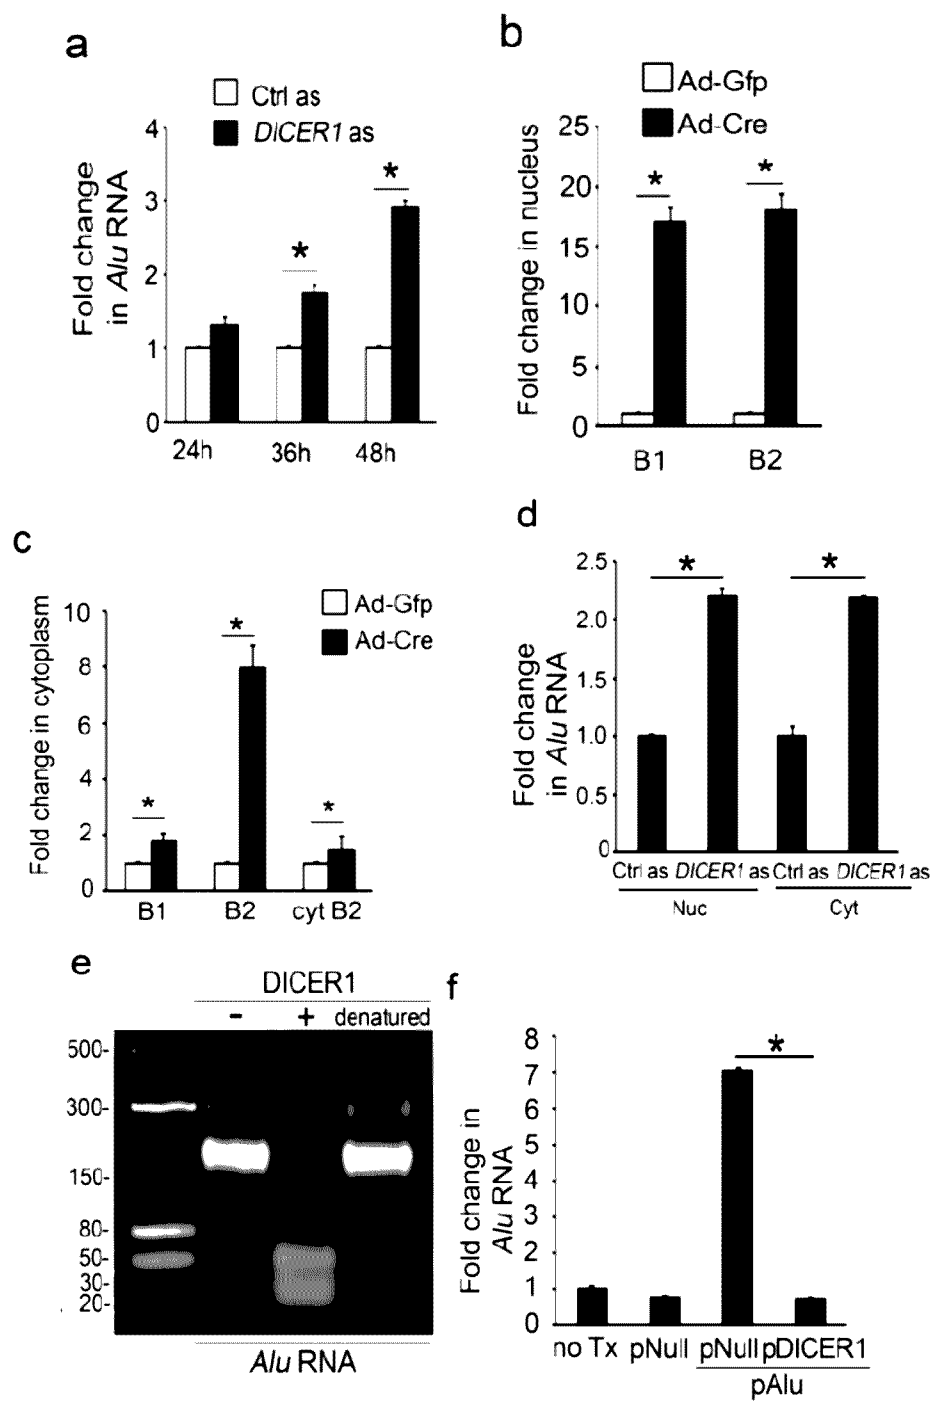 a
Ctrl as
DICER1 as
Fold change
in Alu RNA
4
3
2
1
0
*
*
24h
36h
48h
b
Ad-Gfp
Ad-Cre
Fold change in nucleus
25
20
15
10
5
0
*
*
B1
B2
c
Ad-Gfp
Ad-Cre
Fold change in cytoplasm
10
8
6
4
2
0
*
*
*
B1
B2
cyt B2
d
Fold change
in Alu RNA
2.5
2.0
1.5
1.0
0.5
0
*
*
Ctrl as DICER1 as Ctrl as DICER1 as
Nuc
Cyt
e
DICER1
- + denatured
500-
300-
150-
80-
50-
30-
20-
Alu RNA
f
Fold change in
Alu RNA
8
7
6
5
4
3
2
1
0
*
no Tx pNull pNull pDICER1
pAlu